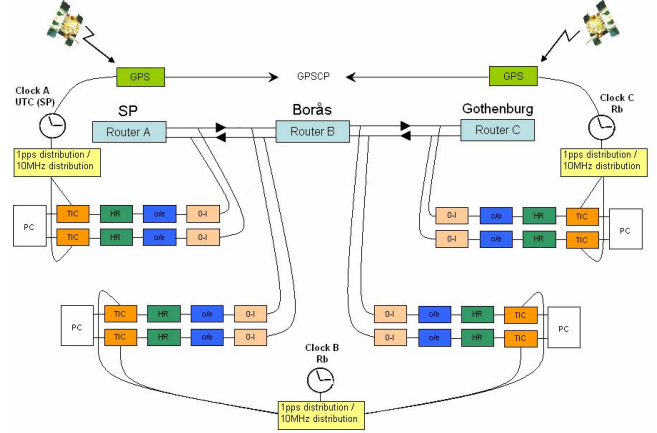 GPS
GPSCP
GPS
Clock A
UTC (SP)
Clock C
Rb
SP
Borås
Gothenburg
Router A
Router B
Router C
1pps distribution /
10MHz distribution
1pps distribution /
10MHz distribution
PC
TIC
HR
o/e
0-I
TIC
HR
o/e
0-I
0-I
o/e
HR
TIC
0-I
o/e
HR
TIC
PC
PC
TIC
HR
o/e
0-I
TIC
HR
o/e
0-I
0-I
o/e
HR
TIC
0-I
o/e
HR
TIC
PC
Clock B
Rb
1pps distribution /
10MHz distribution